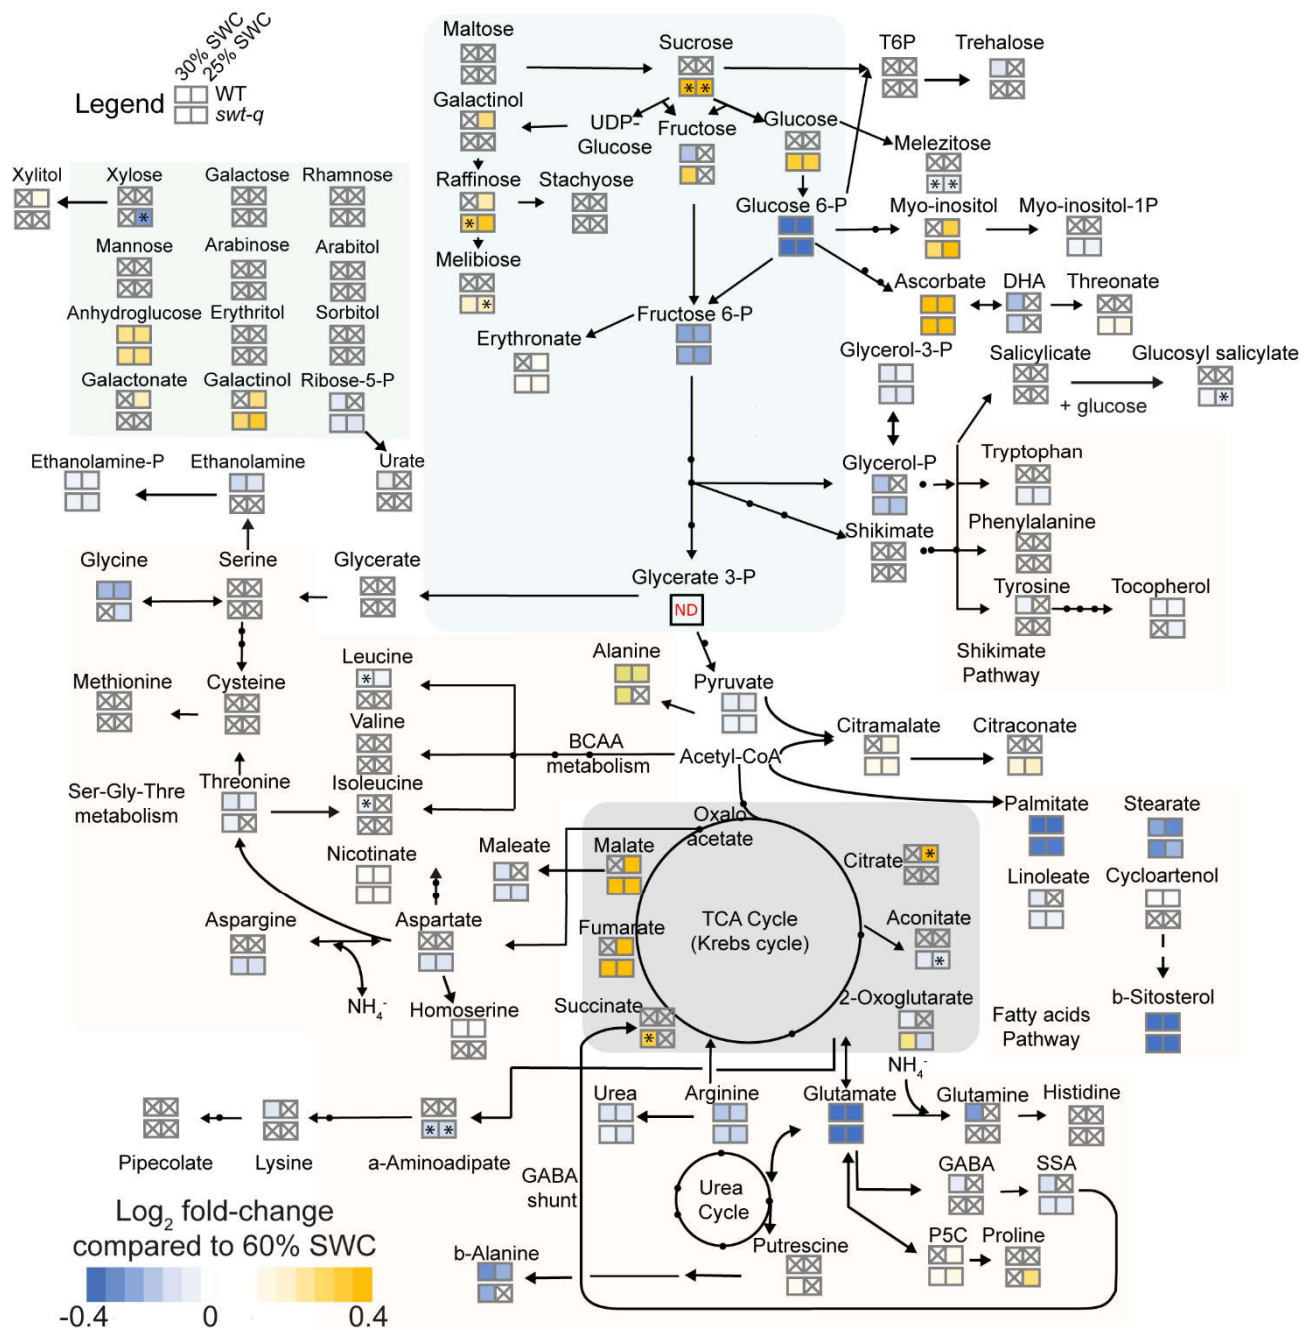 30% SWC
25% SWC
Legend
WT
swt-q
Maltose
Sucrose
T6P
Trehalose
Galactinol
UDP-
Glucose
Fructose
Glucose
Melezitose
Xylitol
Xylose
Galactose
Rhamnose
Raffinose
Stachyose
Glucose 6-P
Myo-inositol
Myo-inositol-1P
Mannose
Arabinose
Arabitol
Melibiose
Ascorbate
DHA
Threonate
Anhydroglucose
Erythritol
Sorbitol
Fructose 6-P
Erythronate
Glycerol-3-P
Salicylicate
Glucosyl salicylate
+ glucose
Galactonate
Galactinol
Ribose-5-P
Ethanolamine-P
Ethanolamine
Urate
Glycerol-P
Tryptophan
Shikimate
Phenylalanine
Glycine
Serine
Glycerate
Glycerate 3-P
ND
Tyrosine
Tocopherol
Shikimate
Pathway
Leucine
Alanine
Pyruvate
Methionine
Cysteine
Valine
Citramalate
Citraconate
BCAA
metabolism
Acetyl-CoA
Ser-Gly-Thre
metabolism
Threonine
Isoleucine
Oxalo
acetate
Palmitate
Stearate
Nicotinate
Maleate
Malate
Citrate
Linoleate
Cycloartenol
Aspargine
Aspartate
Fumarate
TCA Cycle
(Krebs cycle)
Aconitate
NH4-
Homoserine
Succinate
2-Oxoglutarate
Fatty acids
Pathway
b-Sitosterol
NH4-
Urea
Arginine
Glutamate
Glutamine
Histidine
Pipecolate
Lysine
a-Aminoadipate
GABA
shunt
Urea
Cycle
GABA
SSA
Log2 fold-change
compared to 60% SWC
-0.4
0
0.4
b-Alanine
Putrescine
P5C
Proline